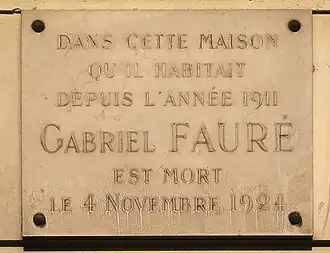 DANS CETTE MAISON
QU'IL HABITAIT
DEPUIS L'ANNÉE 1911
GABRIEL FAURÉ
EST MORT
LE 4 NOVEMBRE 1924